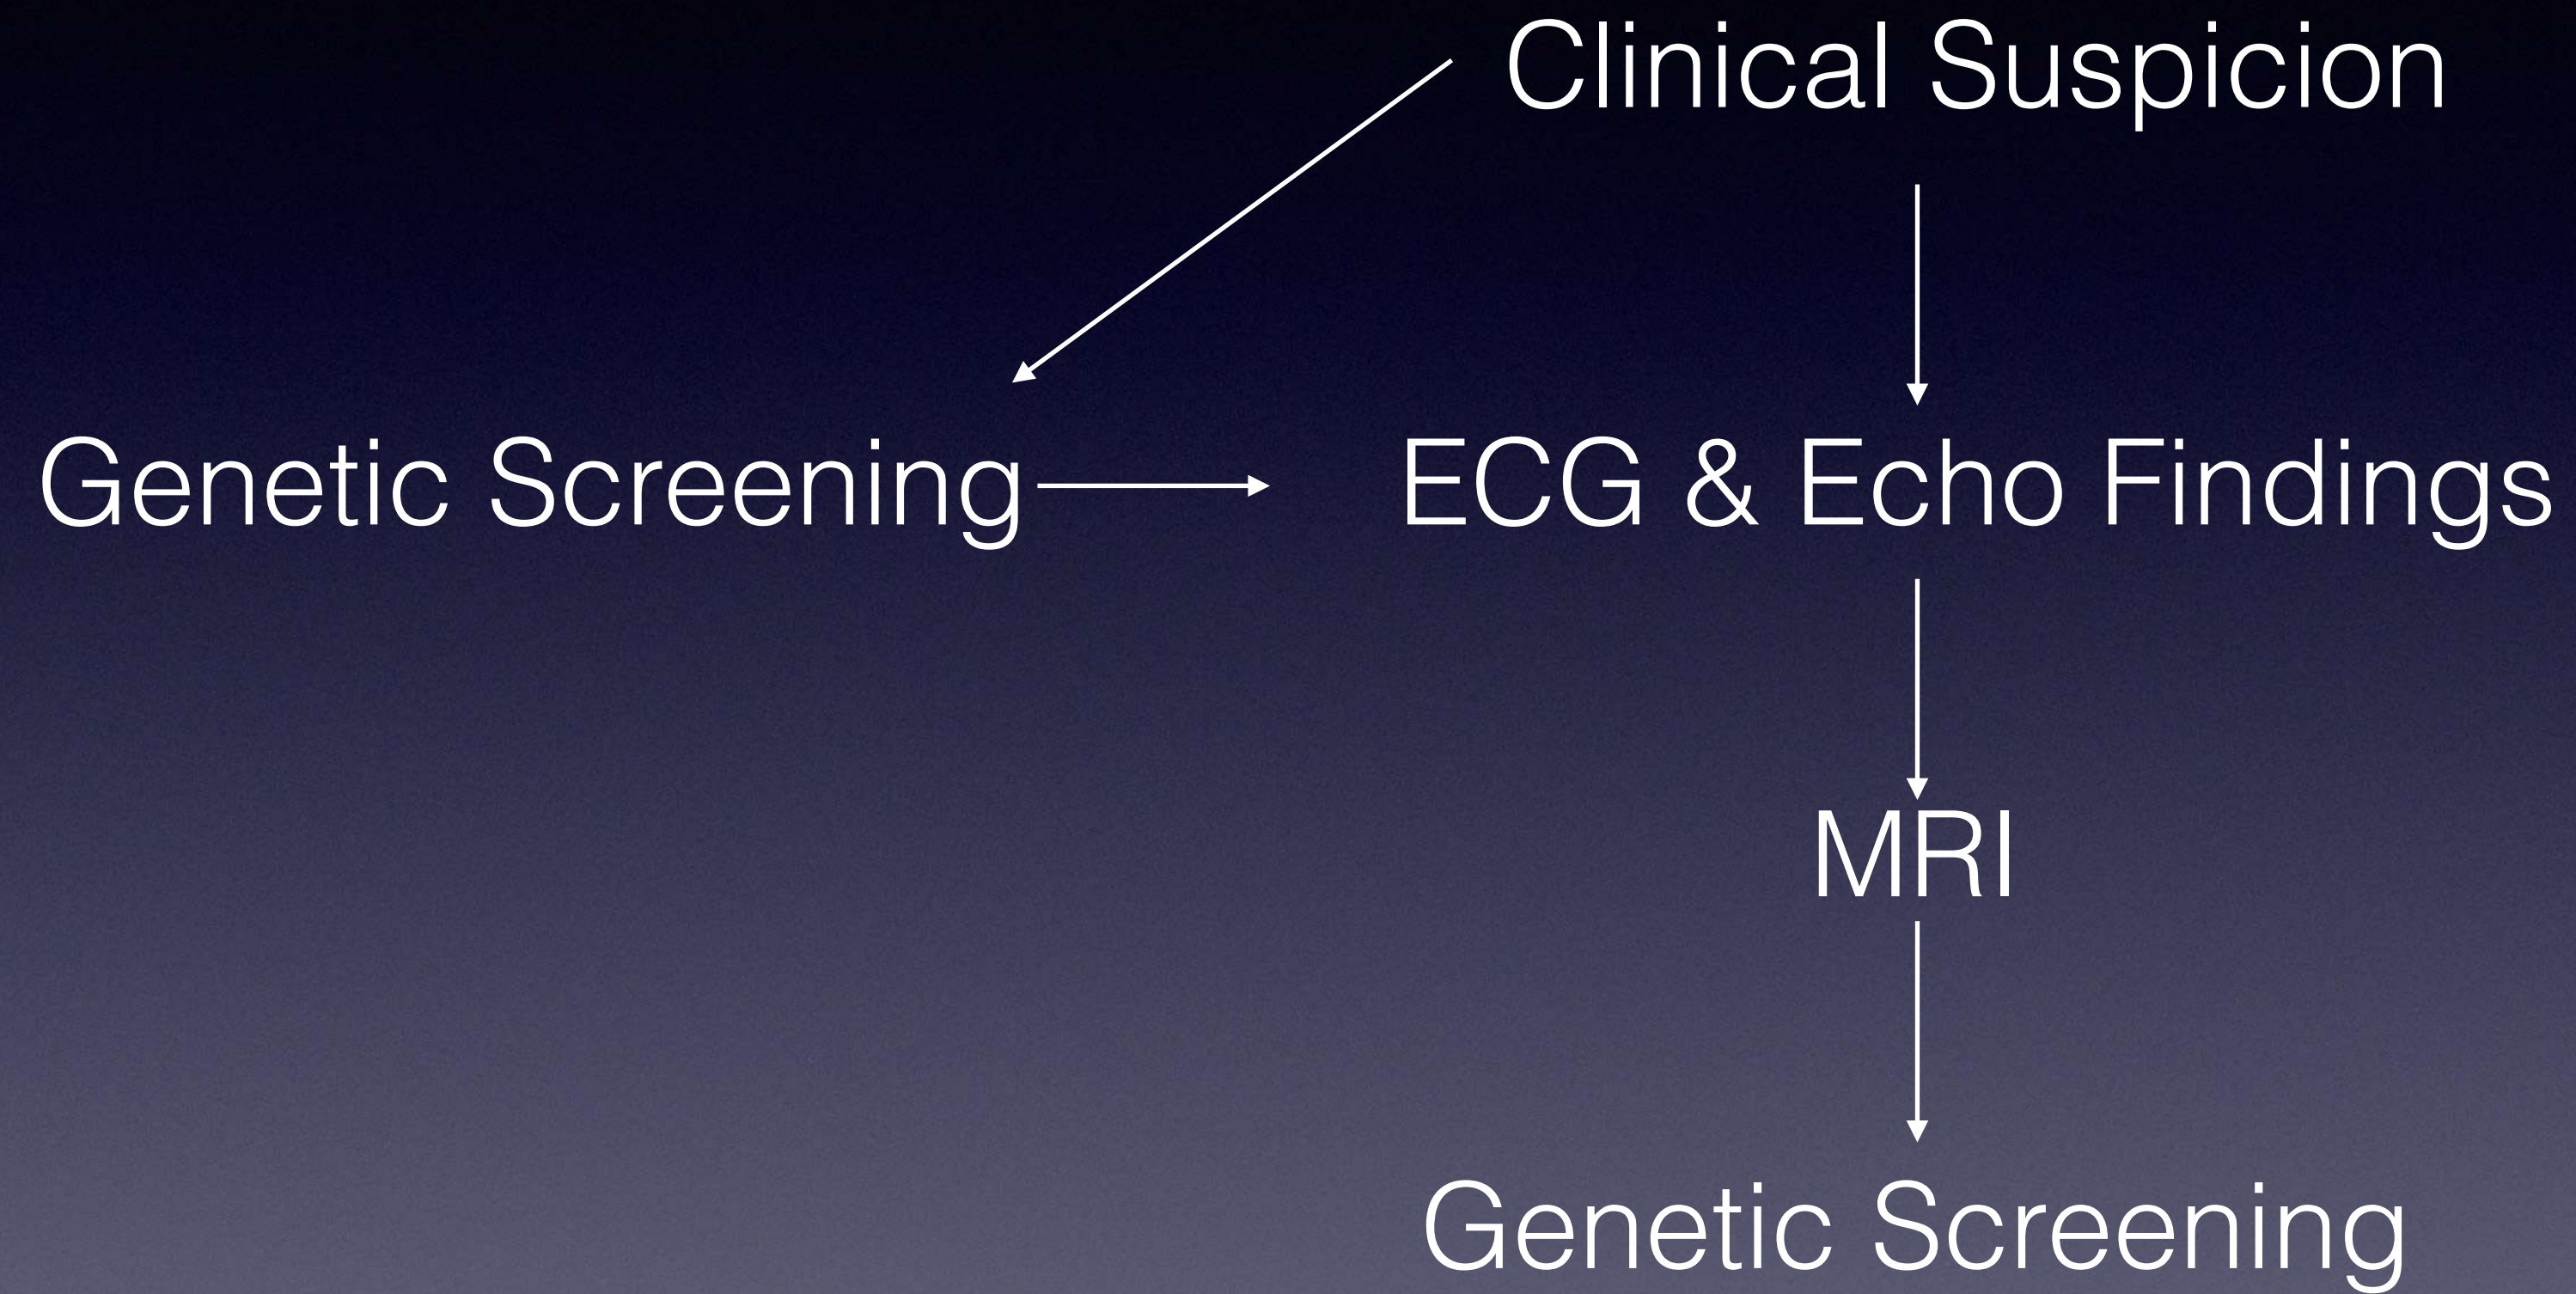 Clinical Suspicion
Genetic Screening
ECG & Echo Findings
MRI
Genetic Screening